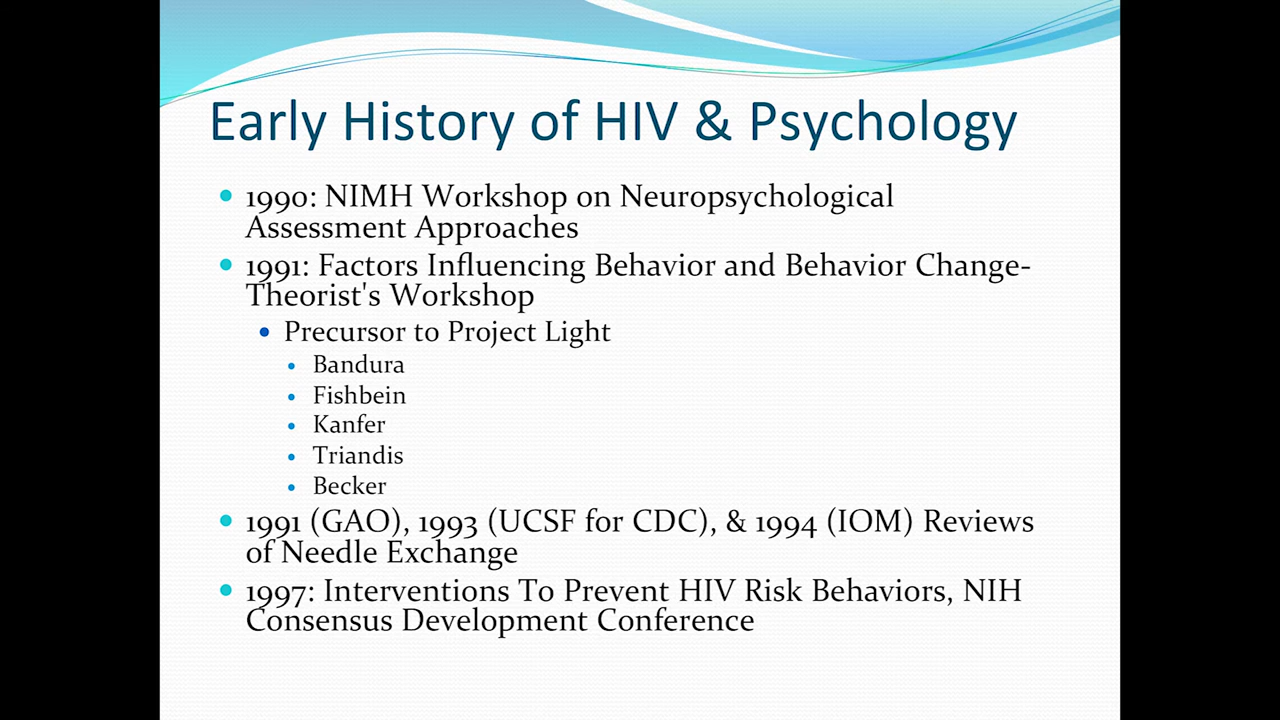 Early History of HIV & Psychology
• 1990: NIMH Workshop on Neuropsychological
Assessment Approaches
• 1991: Factors Influencing Behavior and Behavior Change-
Theorist's Workshop
• Precursor to Project Light
• Bandura
• Fishbein
• Kanfer
• Triandis
• Becker
• 1991 (GAO), 1993 (UCSF for CDC), & 1994 (IOM) Reviews
of Needle Exchange
• 1997: Interventions To Prevent HIV Risk Behaviors, NIH
Consensus Development Conference